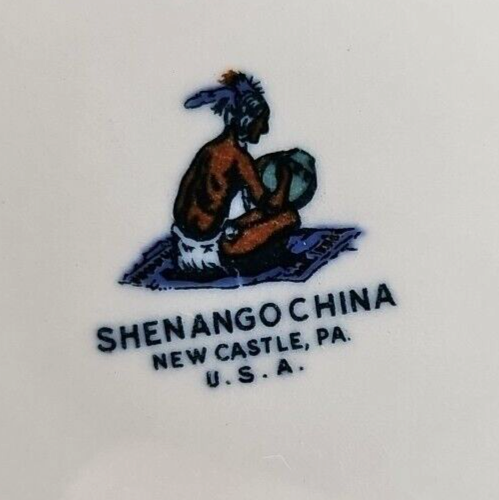 SHENANGO CHINA
NEW CASTLE, PA.
U.S.A.